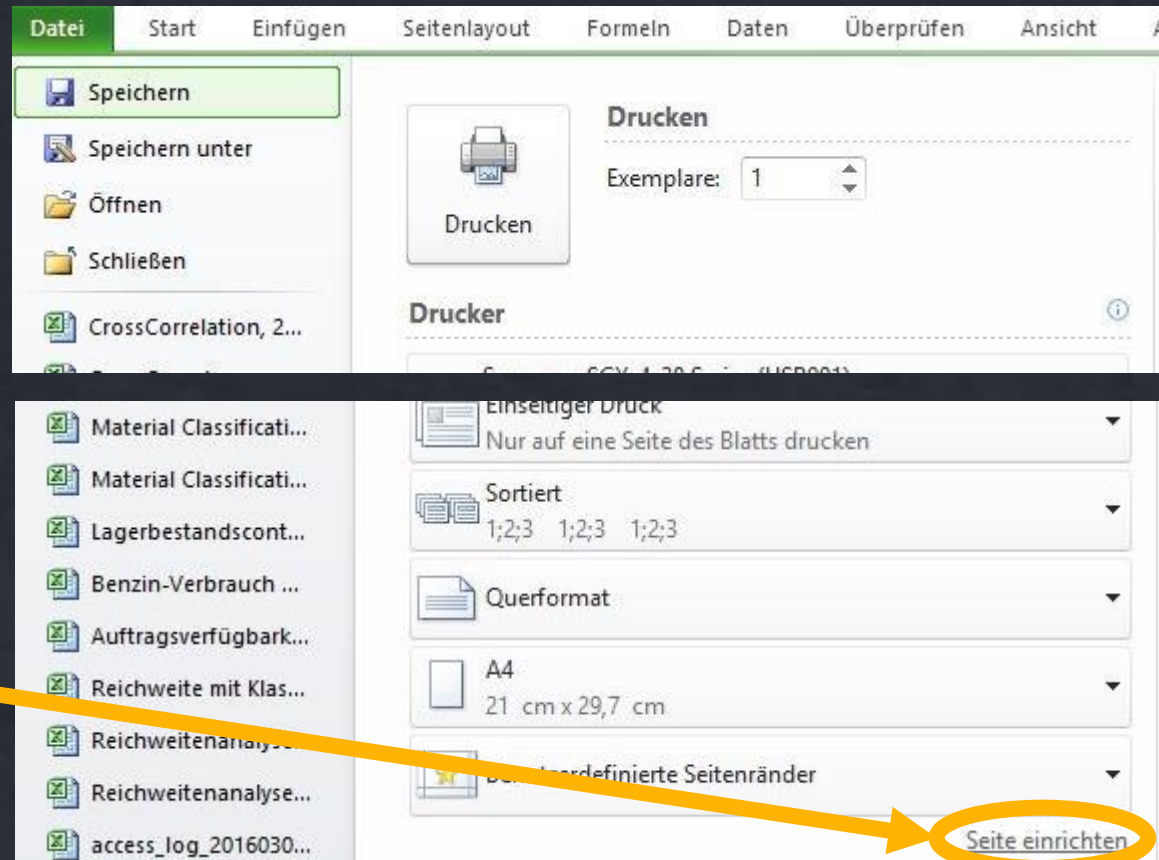 Datei Start Einfügen Seitenlayout Formeln Daten Überprüfen Ansicht
Speichern
Speichern unter
Öffnen
Schließen
CrossCorrelation, 2...
Drucken
Drucken
Exemplare: 1
Drucker
Material Classificati...
Material Classificati...
Lagerbestandscont...
Benzin-Verbrauch ...
Auftragsverfügbark...
Reichweite mit Klas...
Reichweitenanalyse...
Reichweitenanalyse...
access_log_2016030...
Einseitiger Druck
Nur auf eine Seite des Blatts drucken
Sortiert
1;2;3 1;2;3 1;2;3
Querformat
A4
21 cm x 29,7 cm
Benutzerdefinierte Seitenränder
Seite einrichten